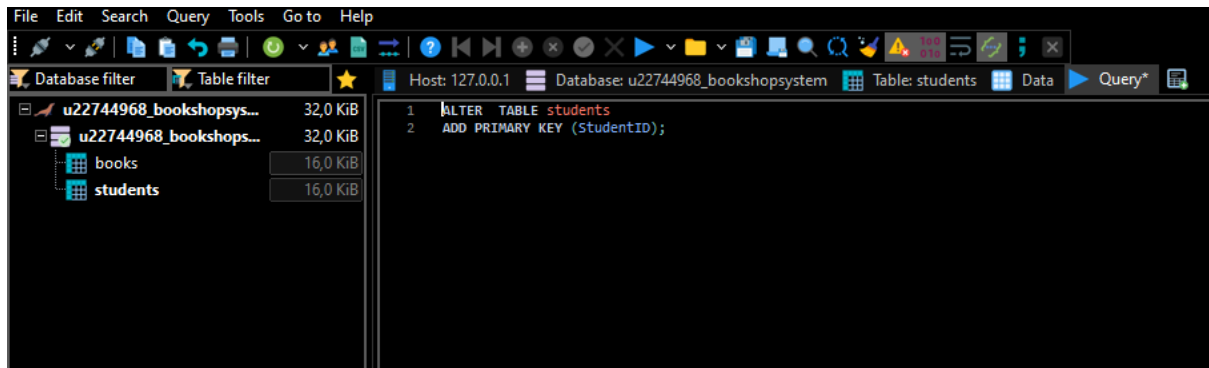 File Edit Search Query Tools Go to Help
Database filter Table filter Host: 127.0.0.1 Database: u22744968_bookshopsystem Table: students Data Query*
u22744968_bookshopsys... 32,0 KiB 1 ALTER  TABLE students
u22744968_bookshops... 32,0 KiB 2 ADD PRIMARY KEY (StudentID);
books 16,0 KiB
students 16,0 KiB